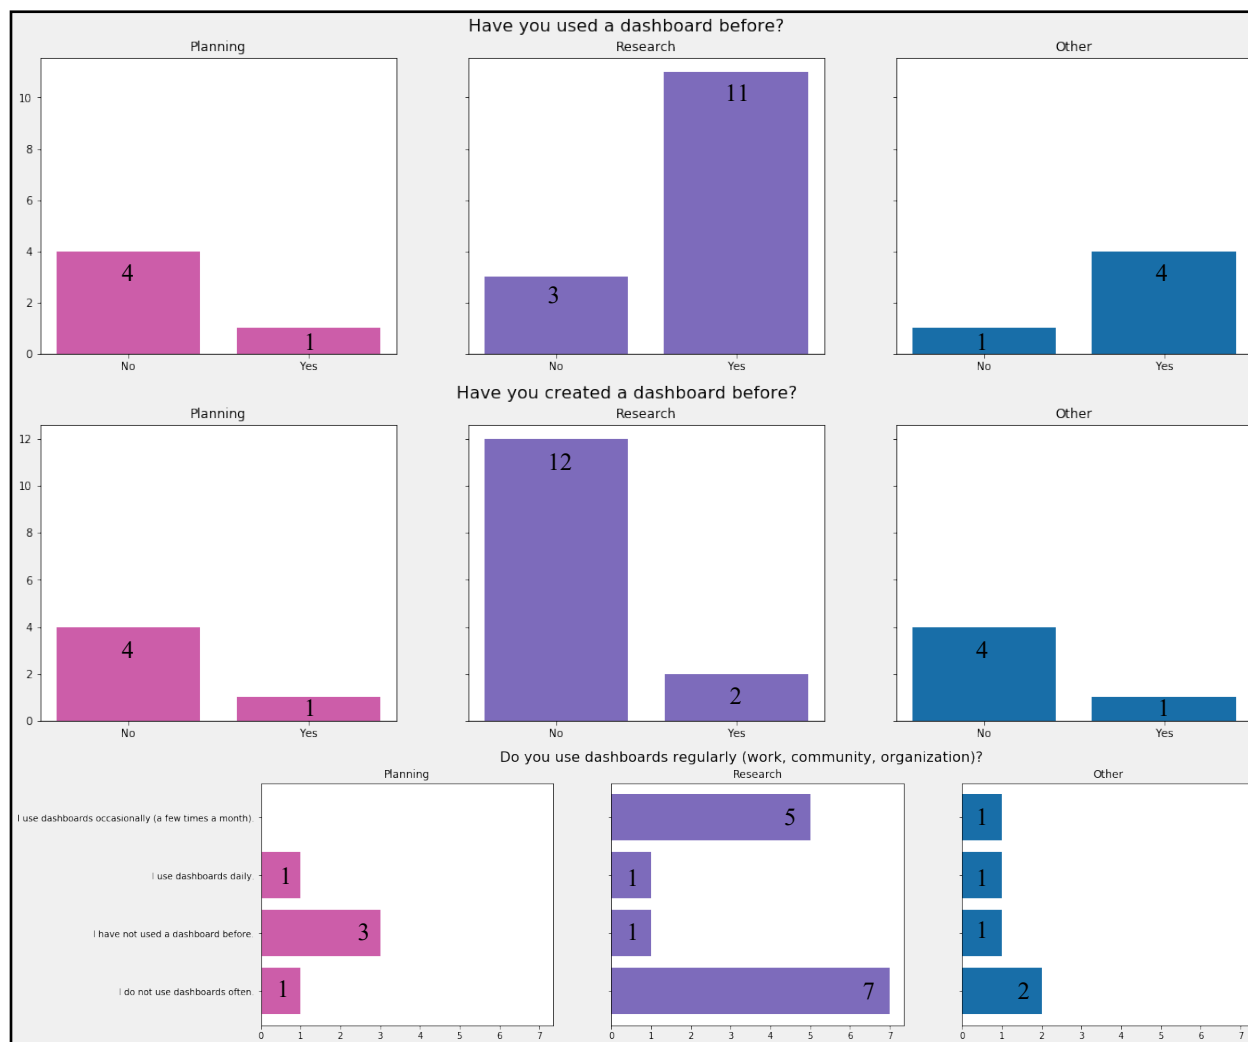 Have you used a dashboard before?
Planning Research Other
10
8
6
4
2
0
4 1 3 11 1 4
No Yes No Yes No Yes
Have you created a dashboard before?
Planning Research Other
12
10
8
6
4
2
0
4 1 12 2 4 1
No Yes No Yes No Yes
Do you use dashboards regularly (work, community, organization)?
Planning Research Other
I use dashboards occasionally (a few times a month). 5 1
I use dashboards daily. 1 1 1
I have not used a dashboard before. 3 1 1
I do not use dashboards often. 1 7 2
0 1 2 3 4 5 6 7 0 1 2 3 4 5 6 7 0 1 2 3 4 5 6 7